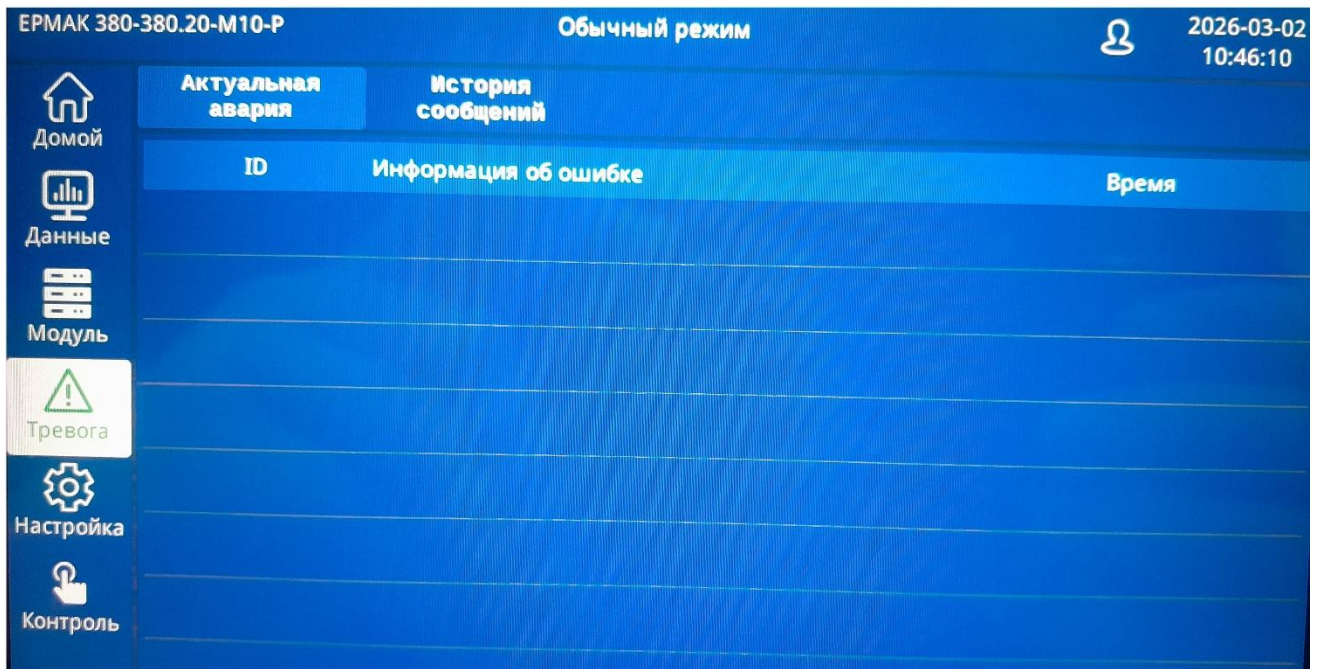 ЕРМАК 380-380.20-М10-Р
Обычный режим
2026-03-02
10:46:10
Домой
Данные
Модуль
Тревога
Настройка
Контроль
Актуальная
авария
История
сообщений
ID
Информация об ошибке
Время